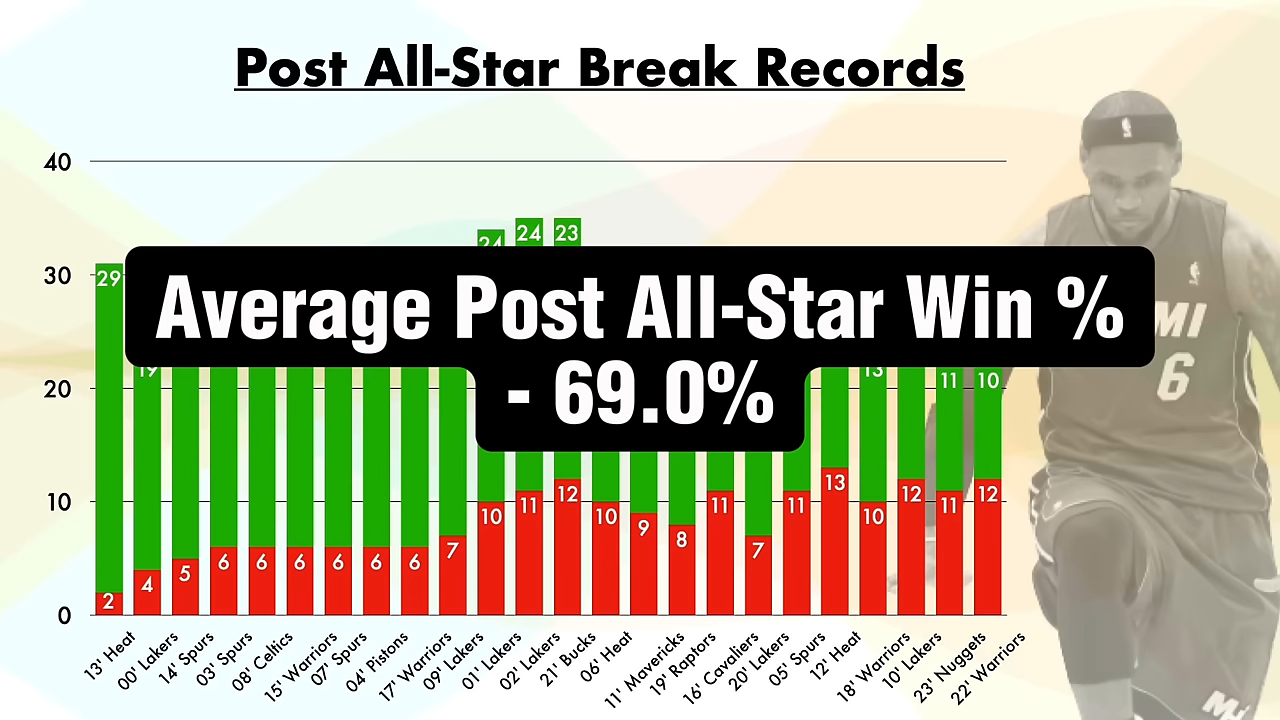 Post All-Star Break Records
40
30
20
10
0
24 24 23
29
Average Post All-Star Win %
- 69.0%
19 13 11 10
2 4 5 6 6 6 6 6 6 7 10 11 12 10 9 8 11 7 11 13 10 12 11 12
13' Heat
00' Lakers
14' Spurs
03' Spurs
08' Celtics
15' Warriors
07' Spurs
04' Pistons
17' Warriors
09' Lakers
01' Lakers
02' Lakers
21' Bucks
06' Heat
11' Mavericks
19' Raptors
16' Cavaliers
20' Lakers
05' Spurs
12' Heat
18' Warriors
10' Lakers
23' Nuggets
22' Warriors
MI
6